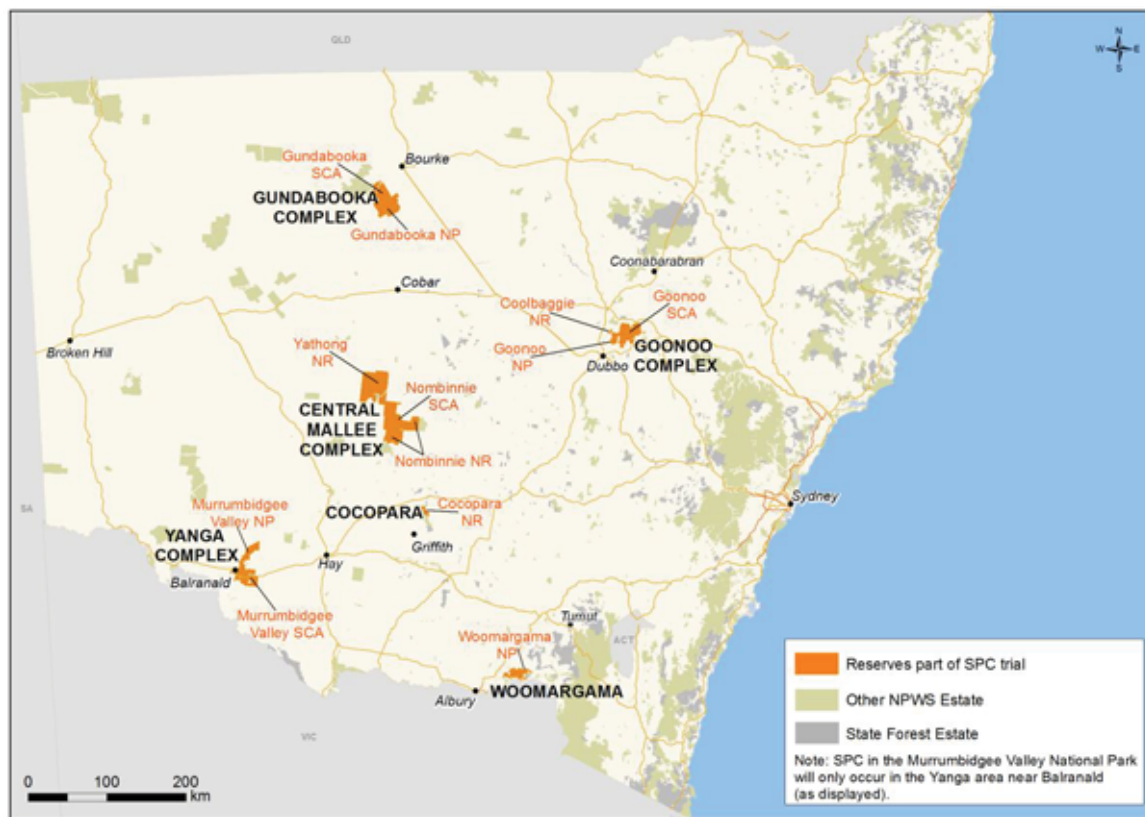 QLD
N
W E
S
Gundabooka
SCA
Bourke
GUNDABOOKA
COMPLEX
Gundabooka NP
Coonabarabran
Cobar
Coolbaggie
NR
Goonoo
SCA
Broken Hill
Yathong
NR
Goonoo
NP
GOONOO
COMPLEX
Dubbo
Nombinnie
SCA
CENTRAL
MALLEE
COMPLEX
Nombinnie NR
Sydney
SA
Murrumbidgee
Valley NP
COCOPARA
Cocopara
NR
YANGA
COMPLEX
Griffith
Hay
Balranald
Murrumbidgee
Valley SCA
Tumut
ACT
Woomargama
NP
WOOMARGAMA
Albury
VIC
Reserves part of SPC trial
Other NPWS Estate
State Forest Estate
Note: SPC in the Murrumbidgee Valley National Park
will only occur in the Yanga area near Balranald
(as displayed).
0 100 200
km